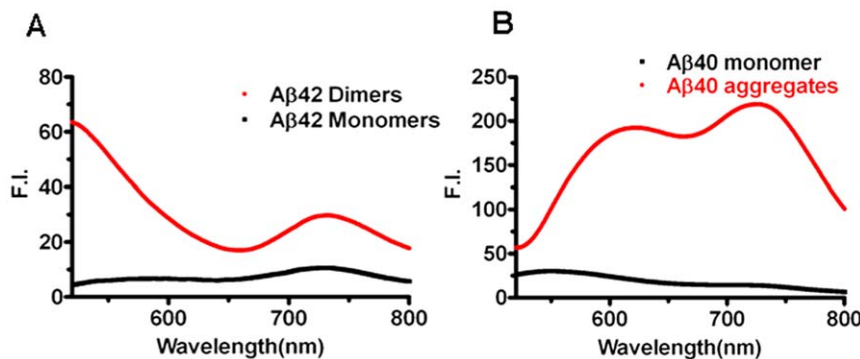 A
80
60
30
20
0
F.I.
Aβ42 Dimers
Aβ42 Monomers
600
700
800
Wavelength(nm)
B
250
200
150
100
50
0
F.I.
Aβ40 monomer
Aβ40 aggregates
600
700
800
Wavelength(nm)